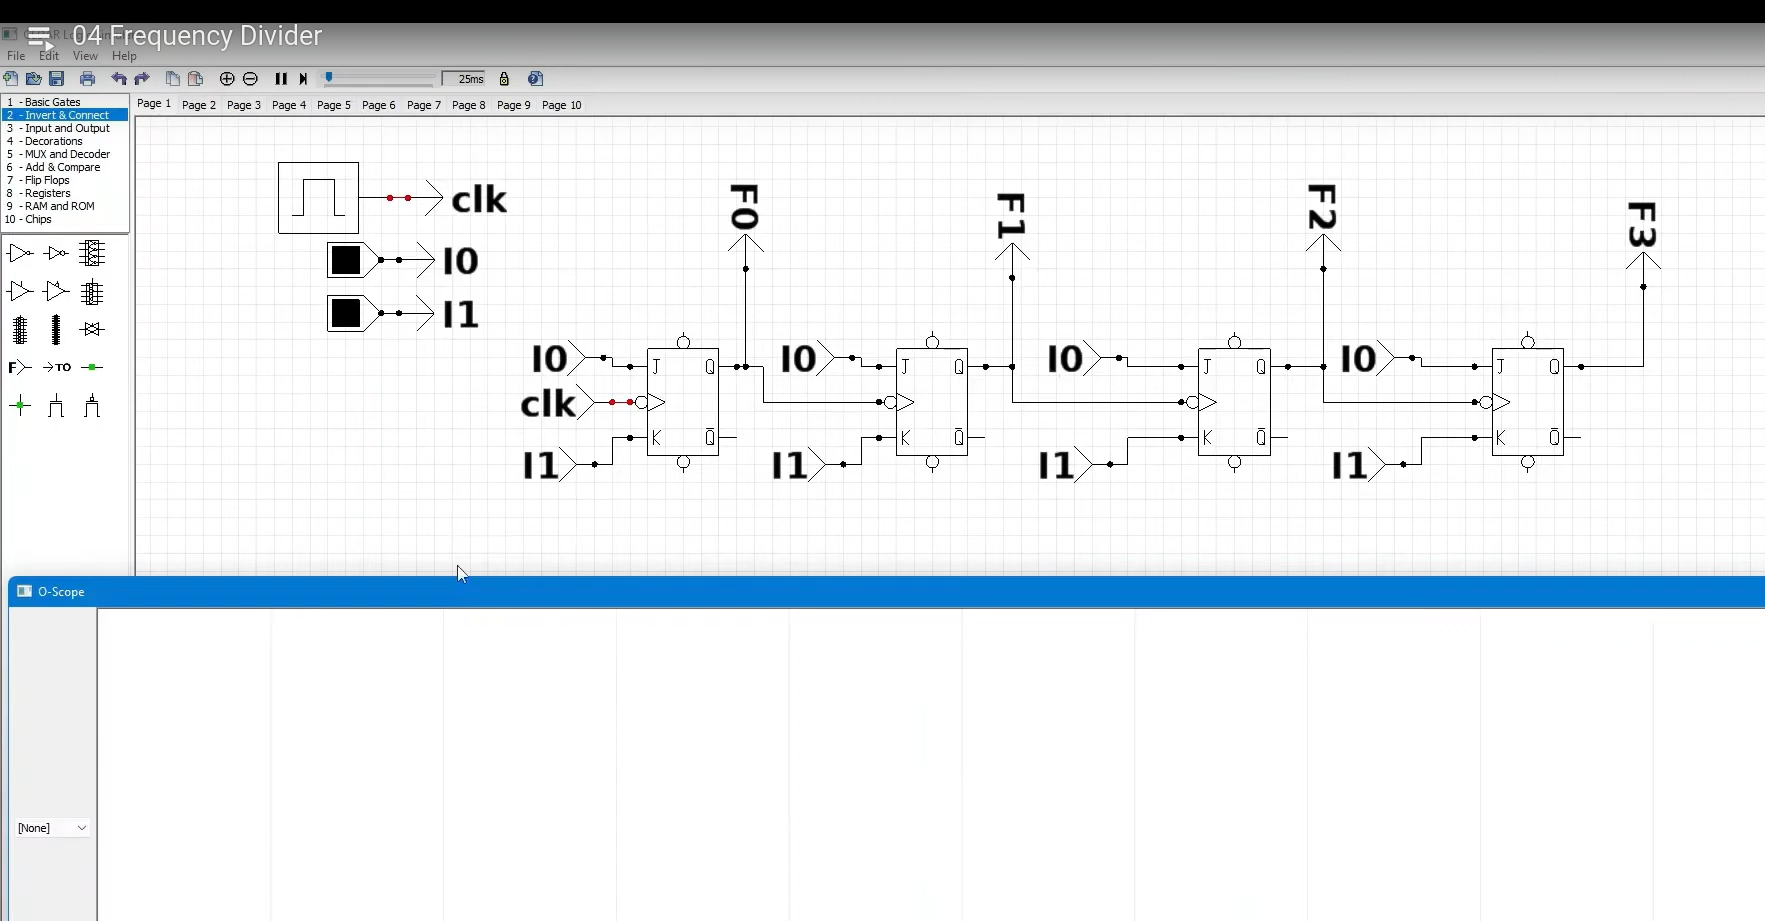 04 Frequency Divider
File Edit View Help
25ms
Page 1 Page 2 Page 3 Page 4 Page 5 Page 6 Page 7 Page 8 Page 9 Page 10
1 - Basic Gates
2 - Invert & Connect
3 - Input and Output
4 - Decorations
5 - MUX and Decoder
6 - Add & Compare
7 - Flip Flops
8 - Registers
9 - RAM and ROM
10 - Chips
F
TO
clk
I0
I1
F0 F1 F2 F3
I0 J Q I0 J Q I0 J Q I0 J Q
clk
I1 K Q̅ I1 K Q̅ I1 K Q̅ I1 K Q̅
O-Scope
[None]